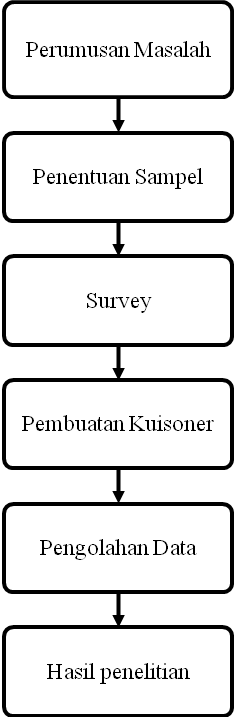 Perumusan Masalah
Penentuan Sampel
Survey
Pembuatan Kuisoner
Pengolahan Data
Hasil penelitian